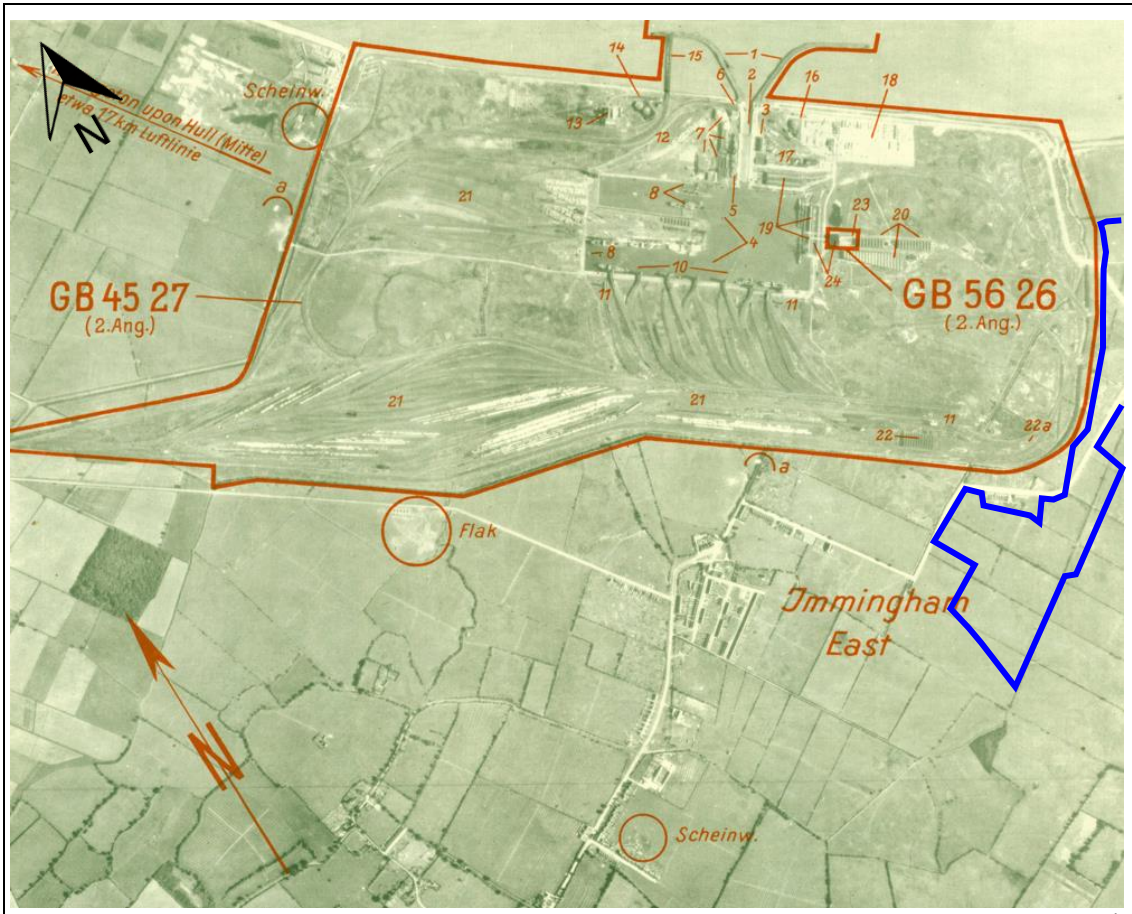 14
15
1
6
2
16
18
Scheinw.
etwa 17km Luftlinie
upon Hull (Mitte)
N
13
3
12
7
17
a
21
8
5
19
4
23
20
8
10
24
11
11
GB 45 27
(2.Ang.)
GB 56 26
(2.Ang.)
21
21
11
22
22a
a
Flak
Immingham
East
N
Scheinw.